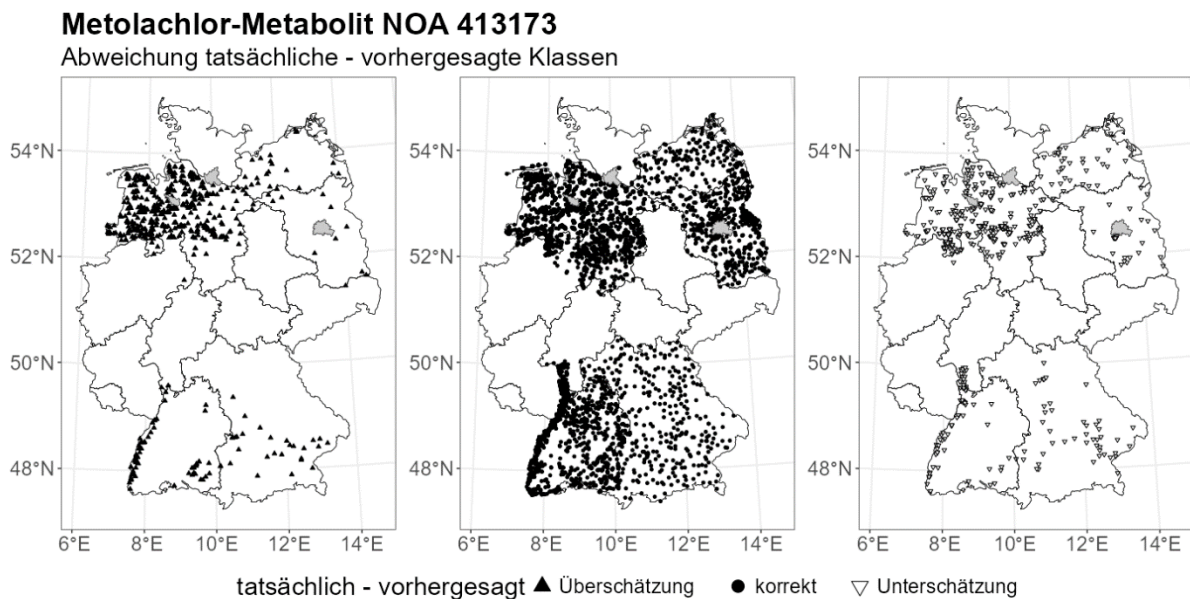 Metolachlor-Metabolit NOA 413173
Abweichung tatsächliche - vorhergesagte Klassen
54°N
52°N
50°N
48°N
6°E 8°E 10°E 12°E 14°E
54°N
52°N
50°N
48°N
6°E 8°E 10°E 12°E 14°E
54°N
52°N
50°N
48°N
6°E 8°E 10°E 12°E 14°E
tatsächlich - vorhergesagt Überschätzung korrekt Unterschätzung